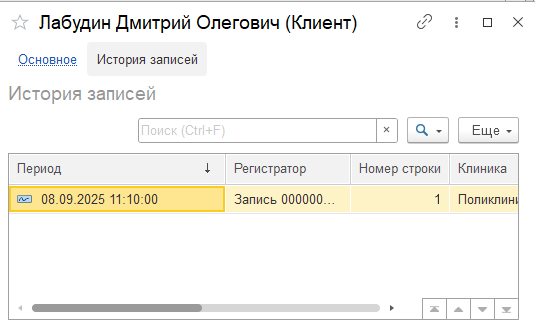 Лабудин Дмитрий Олегович (Клиент)
Основное История записей
История записей
Поиск (Ctrl+F) × Еще
Период ↓ Регистратор Номер строки Клиника
08.09.2025 11:10:00 Запись 000000... 1 Поликлини